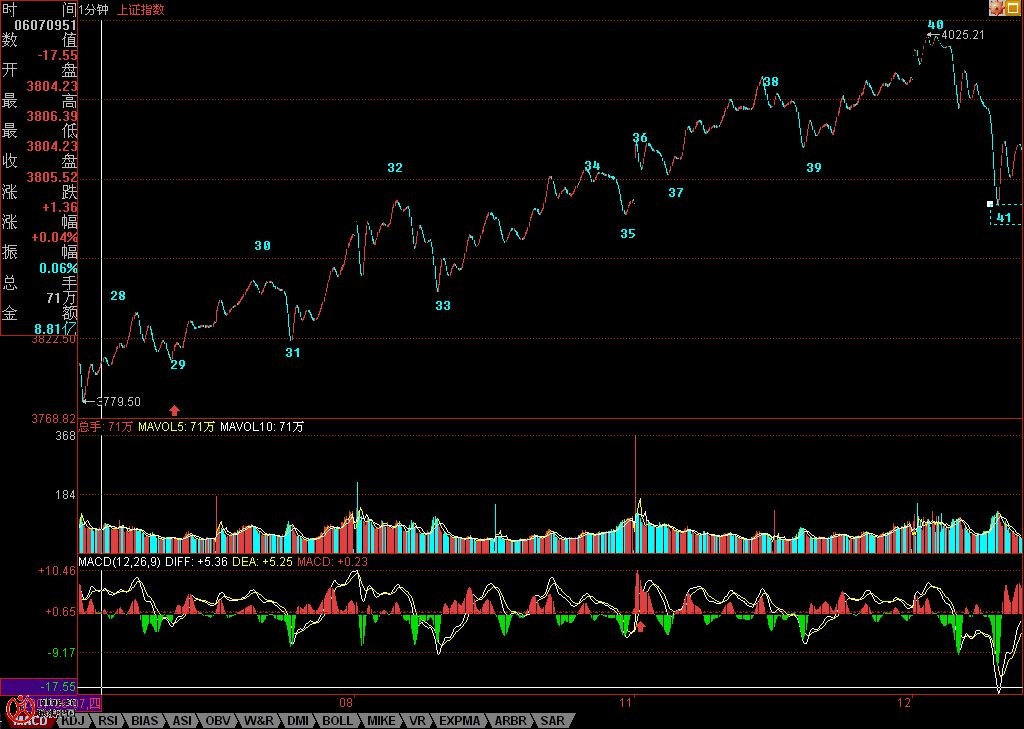 时 间 1分钟 上证指数
06070951
数 值
-17.55
开 盘
3804.23
最 高
3806.39
最 低
3804.23
收 盘
3805.52
涨 跌
+1.36
涨 幅
+0.04%
振 幅
0.06%
总 手
71万
金 额
8.81亿
3822.50
3768.82
28
29
30
31
32
33
34
35
36
37
38
39
40
41
4025.21
3779.50
总手: 71万 MAVOL5: 71万 MAVOL10: 71万
368
184
MACD(12,26,9) DIFF: +5.36 DEA: +5.25 MACD: +0.23
+10.46
+0.65
-9.17
-17.55
四 08 11 12
MACD KDJ RSI BIAS ASI OBV W&R DMI BOLL MIKE VR EXPMA ARBR SAR